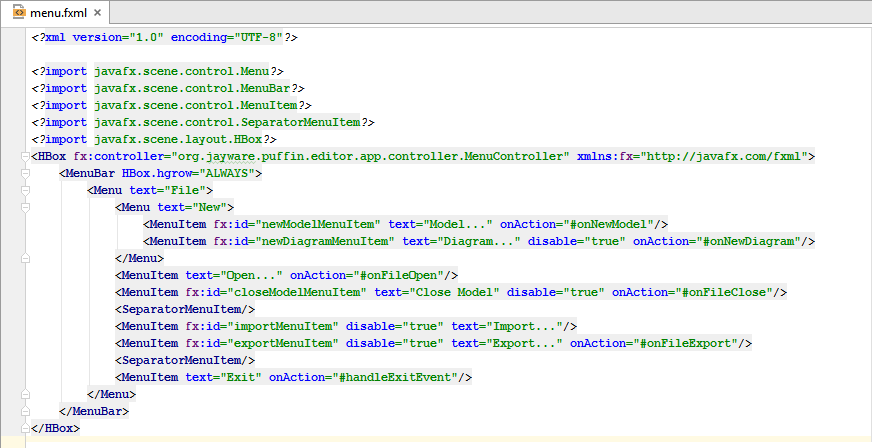 menu.fxml
<?xml version="1.0" encoding="UTF-8"?>
<?import javafx.scene.control.Menu?>
<?import javafx.scene.control.MenuBar?>
<?import javafx.scene.control.MenuItem?>
<?import javafx.scene.control.SeparatorMenuItem?>
<?import javafx.scene.layout.HBox?>
<HBox fx:controller="org.jayware.puffin.editor.app.controller.MenuController" xmlns:fx="http://javafx.com/fxml">
    <MenuBar HBox.hgrow="ALWAYS">
        <Menu text="File">
            <Menu text="New">
                <MenuItem fx:id="newModelMenuItem" text="Model..." onAction="#onNewModel"/>
                <MenuItem fx:id="newDiagramMenuItem" text="Diagram..." disable="true" onAction="#onNewDiagram"/>
            </Menu>
            <MenuItem text="Open..." onAction="#onFileOpen"/>
            <MenuItem fx:id="closeModelMenuItem" text="Close Model" disable="true" onAction="#onFileClose"/>
            <SeparatorMenuItem/>
            <MenuItem fx:id="importMenuItem" disable="true" text="Import..."/>
            <MenuItem fx:id="exportMenuItem" disable="true" text="Export..." onAction="#onFileExport"/>
            <SeparatorMenuItem/>
            <MenuItem text="Exit" onAction="#handleExitEvent"/>
        </Menu>
    </MenuBar>
</HBox>